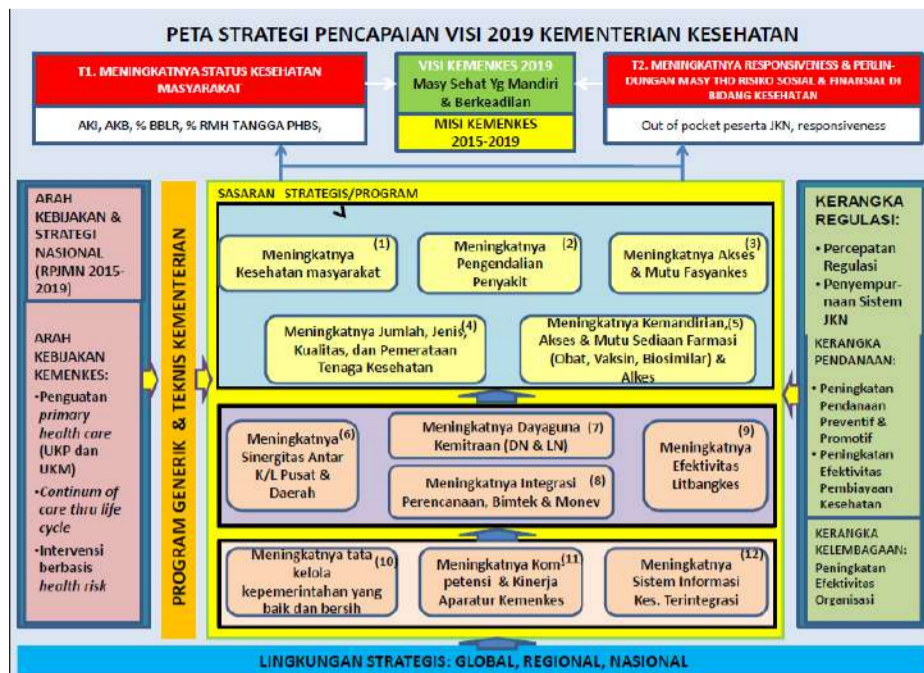 PETA STRATEGI PENCAPAIAN VISI 2019 KEMENTERIAN KESEHATAN
T1. MENINGKATNYA STATUS KESEHATAN
MASYARAKAT
AKI, AKB, % BBLR, % RMH TANGGA PHBS,
VISI KEMENKES 2019
Masy Sehat Yg Mandiri
& Berkeadilan
MISI KEMENKES
2015-2019
T2. MENINGKATNYA RESPONSIVENESS & PERLIN-
DUNGAN MASY THD RISIKO SOSIAL & FINANSIAL DI
BIDANG KESEHATAN
Out of pocket peserta JKN, responsiveness
ARAH
KEBIJAKAN &
STRATEGI
NASIONAL
(RPJMN 2015-
2019)
ARAH
KEBIJAKAN
KEMENKES:
•Penguatan
primary
health care
(UKP dan
UKM)
•Continum of
care thru life
cycle
•Intervensi
berbasis
health risk
PROGRAM GENERIK & TEKNIS KEMENTERIAN
SASARAN STRATEGIS/PROGRAM
Meningkatnya (1)
Kesehatan masyarakat
Meningkatnya (2)
Pengendalian
Penyakit
Meningkatnya Akses (3)
& Mutu Fasyankes
Meningkatnya Jumlah, Jenis, (4)
Kualitas, dan Pemerataan
Tenaga Kesehatan
Meningkatnya Kemandirian, (5)
Akses & Mutu Sediaan Farmasi
(Obat, Vaksin, Biosimilar) &
Alkes
Meningkatnya (6)
Sinergitas Antar
K/L Pusat &
Daerah
Meningkatnya Dayaguna (7)
Kemitraan (DN & LN)
Meningkatnya Integrasi (8)
Perencanaan, Bimtek & Monev
(9)
Meningkatnya
Efektivitas
Litbangkes
Meningkatnya tata (10)
kelola
kepemerintahan yang
baik dan bersih
Meningkatnya Kom- (11)
petensi & Kinerja
Aparatur Kemenkes
Meningkatnya (12)
Sistem Informasi
Kes. Terintegrasi
KERANGKA
REGULASI:
• Percepatan
Regulasi
• Penyempur-
naan Sistem
JKN
KERANGKA
PENDANAAN:
• Peningkatan
Pendanaan
Preventif &
Promotif
• Peningkatan
Efektivitas
Pembiayaan
Kesehatan
KERANGKA
KELEMBAGAAN:
Peningkatan
Efektivitas
Organisasi
LINGKUNGAN STRATEGIS: GLOBAL, REGIONAL, NASIONAL